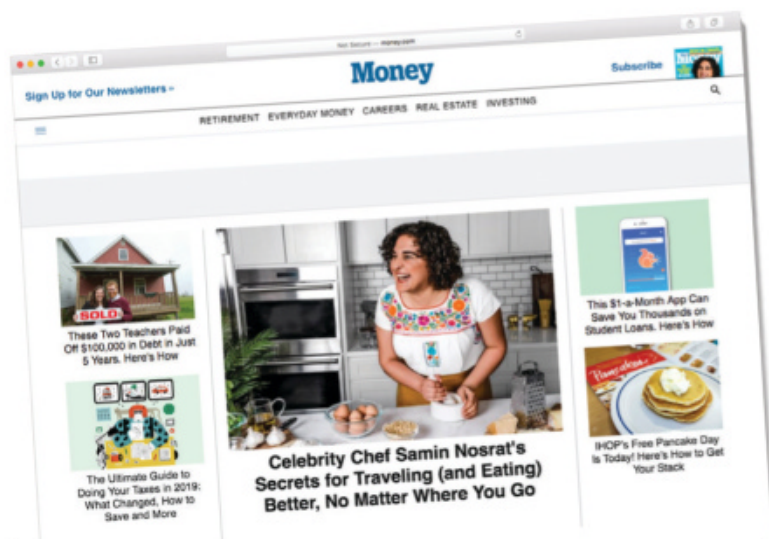 Not Secure — money.com
Sign Up for Our Newsletters »
Money
Subscribe
RETIREMENT EVERYDAY MONEY CAREERS REAL ESTATE INVESTING
SOLD
These Two Teachers Paid
Off $100,000 in Debt in Just
5 Years. Here's How
The Ultimate Guide to
Doing Your Taxes in 2019:
What Changed, How to
Save and More
Celebrity Chef Samin Nosrat's
Secrets for Traveling (and Eating)
Better, No Matter Where You Go
This $1-a-Month App Can
Save You Thousands on
Student Loans. Here's How
Pancakes
IHOP's Free Pancake Day
Is Today! Here's How to Get
Your Stack